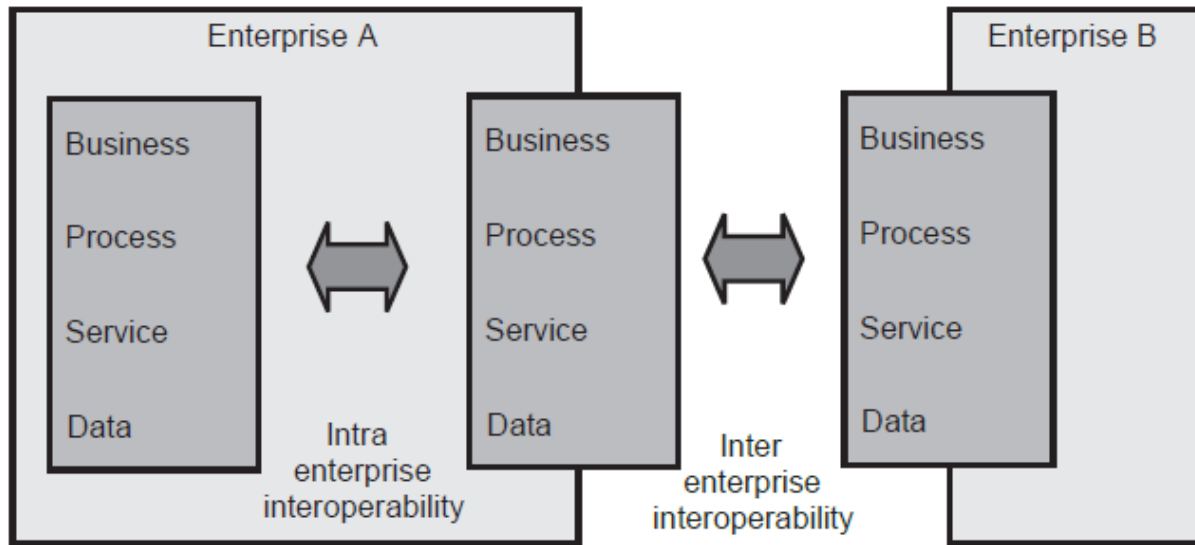 Enterprise A
Business
Process
Service
Data
Intra
enterprise
interoperability
Business
Process
Service
Data
Inter
enterprise
interoperability
Enterprise B
Business
Process
Service
Data